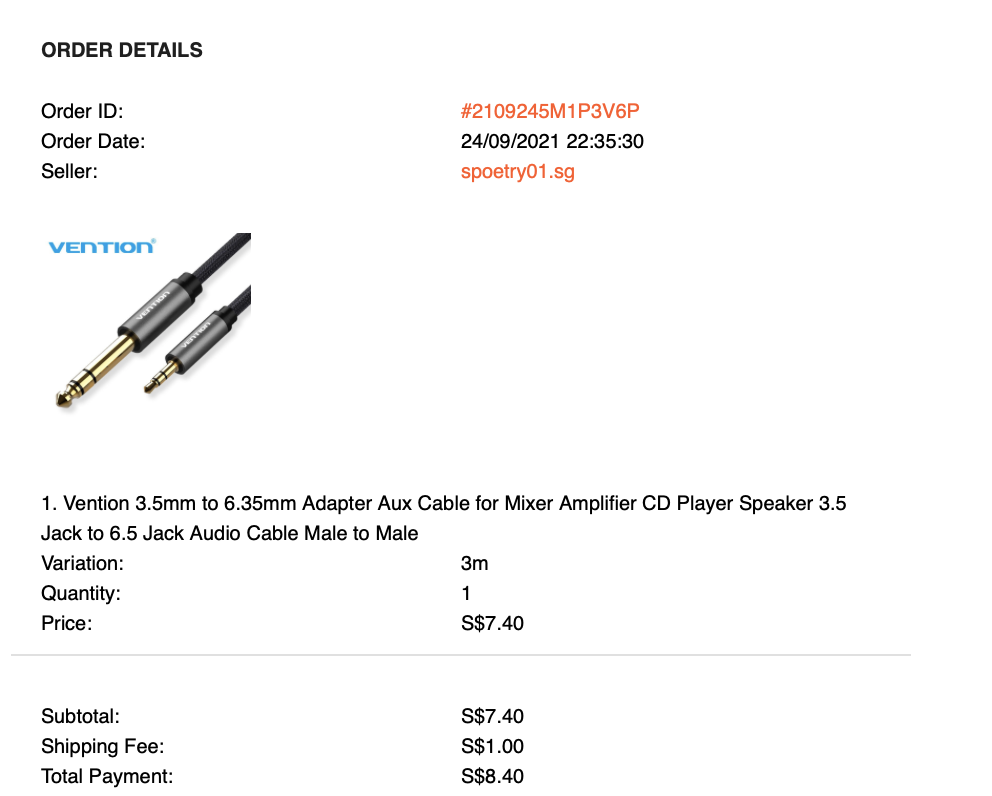 ORDER DETAILS
Order ID: #2109245M1P3V6P
Order Date: 24/09/2021 22:35:30
Seller: spoetry01.sg
VENTION®
VENTION
VENTION
1. Vention 3.5mm to 6.35mm Adapter Aux Cable for Mixer Amplifier CD Player Speaker 3.5
Jack to 6.5 Jack Audio Cable Male to Male
Variation: 3m
Quantity: 1
Price: S$7.40
Subtotal: S$7.40
Shipping Fee: S$1.00
Total Payment: S$8.40